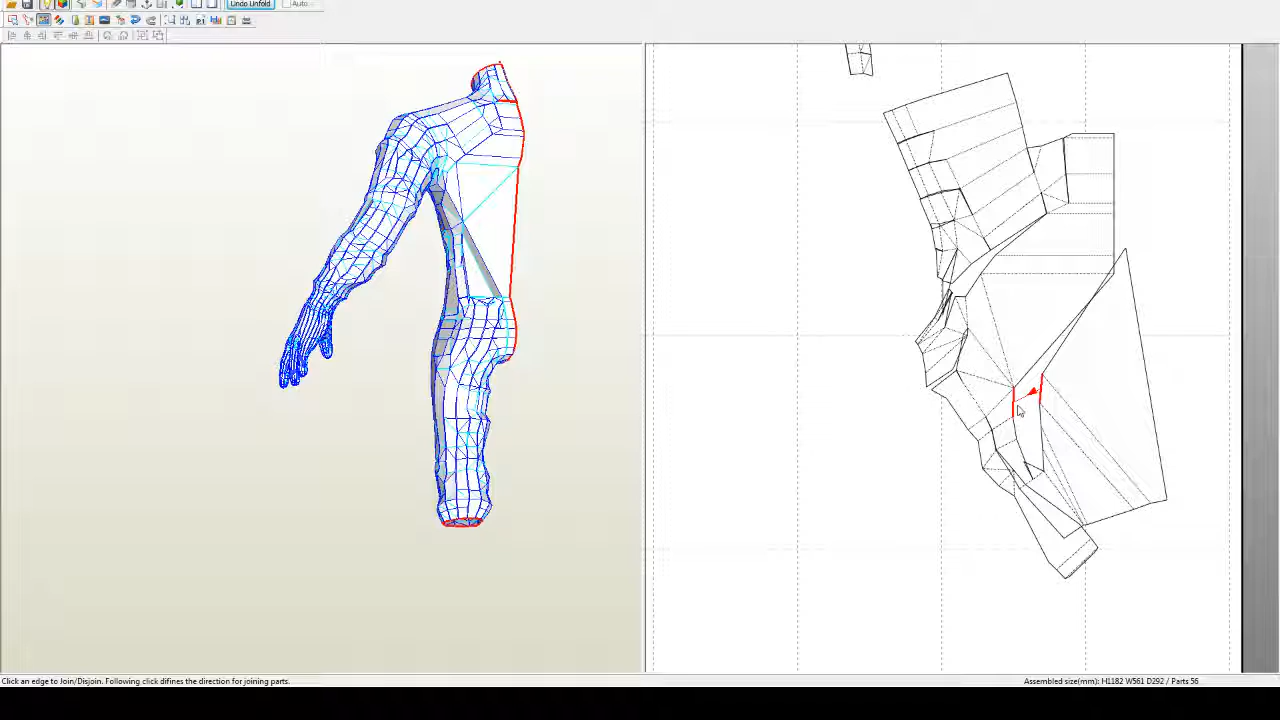 Undo Unfold
Auto
Click an edge to Join/Disjoin. Following click difines the direction for joining parts.
Assembled size(mm): H1182 W561 D292 / Parts 56